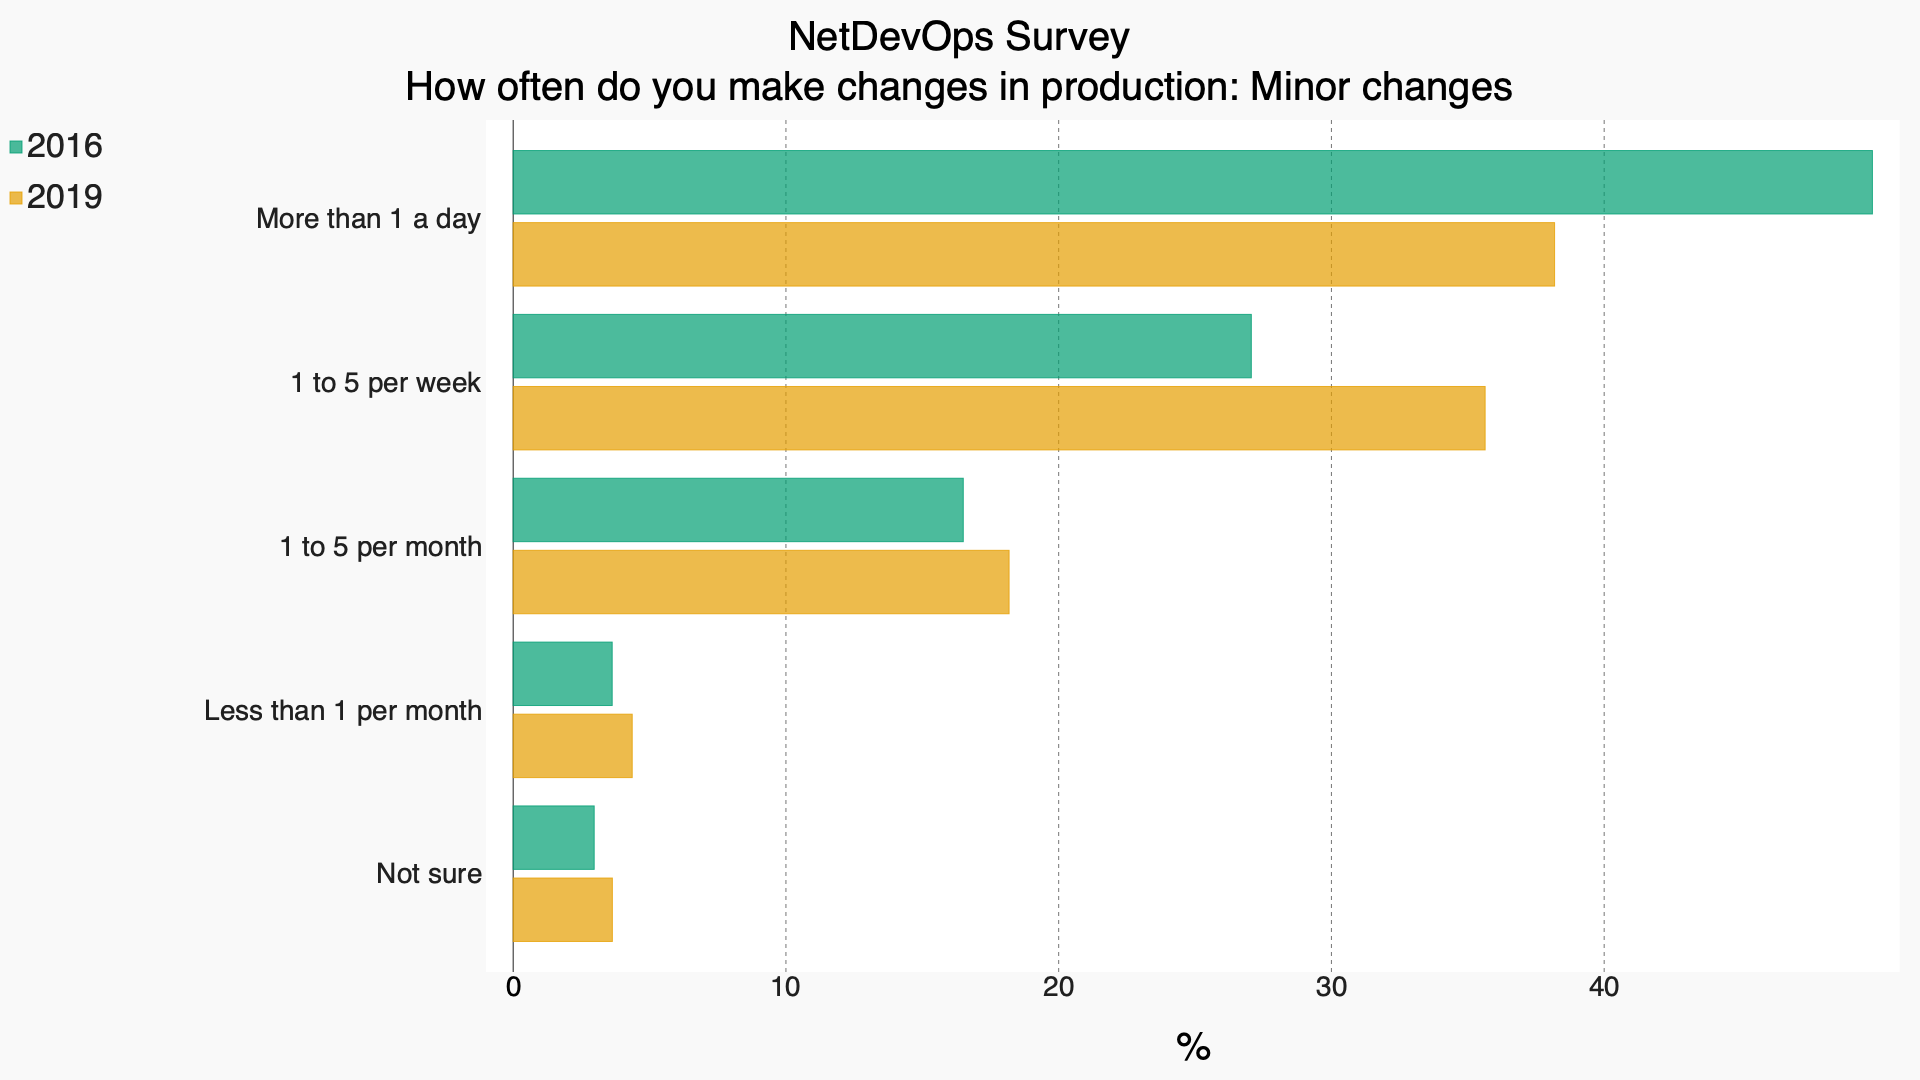 NetDevOps Survey
How often do you make changes in production: Minor changes
2016
2019
More than 1 a day
1 to 5 per week
1 to 5 per month
Less than 1 per month
Not sure
0 10 20 30 40
%